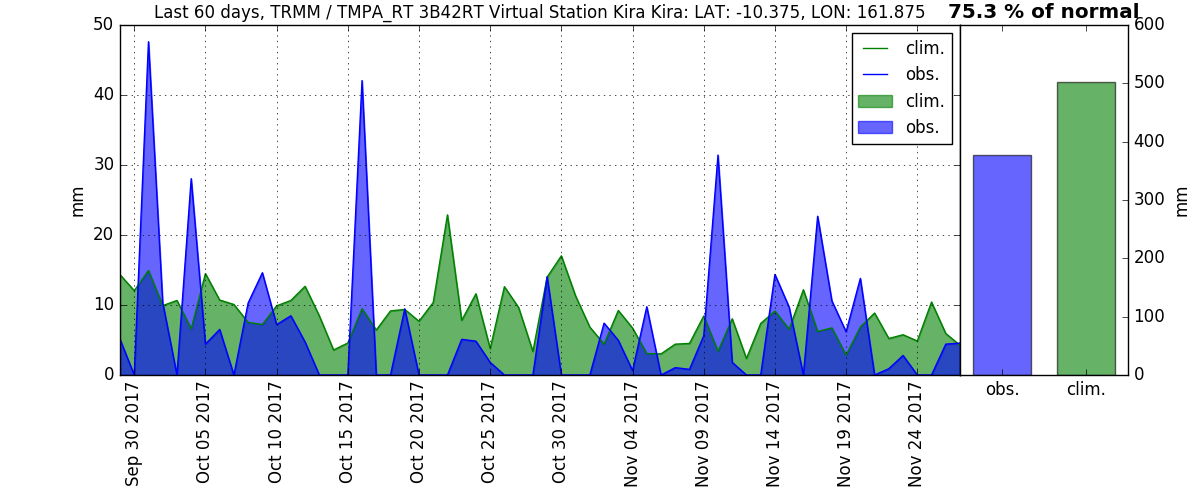 Last 60 days, TRMM / TMPA_RT 3B42RT Virtual Station Kira Kira: LAT: -10.375, LON: 161.875
75.3 % of normal
50
40
30
20
10
0
mm
clim.
obs.
clim.
obs.
Sep 30 2017
Oct 05 2017
Oct 10 2017
Oct 15 2017
Oct 20 2017
Oct 25 2017
Oct 30 2017
Nov 04 2017
Nov 09 2017
Nov 14 2017
Nov 19 2017
Nov 24 2017
600
500
400
300
200
100
0
mm
obs.
clim.